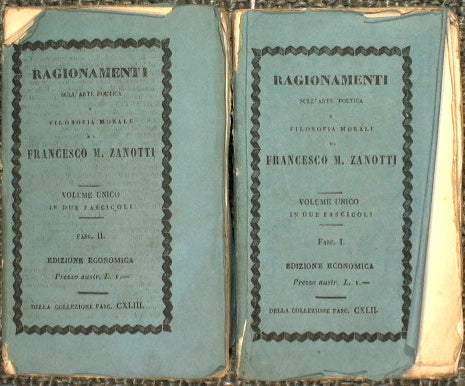 RAGIONAMENTI
SULL'ARTE POETICA
E
FILOSOFIA MORALE
DI
FRANCESCO M. ZANOTTI
VOLUME UNICO
IN DUE FASCICOLI
FASC. II.
EDIZIONE ECONOMICA
Prezzo austr. L. 1.—
DELLA COLLEZIONE FASC. CXLIII.
RAGIONAMENTI
SULL'ARTE POETICA
E
FILOSOFIA MORALE
DI
FRANCESCO M. ZANOTTI
VOLUME UNICO
IN DUE FASCICOLI
FASC. I.
EDIZIONE ECONOMICA
Prezzo austr. L. 1.—
DELLA COLLEZIONE FASC. CXLII.